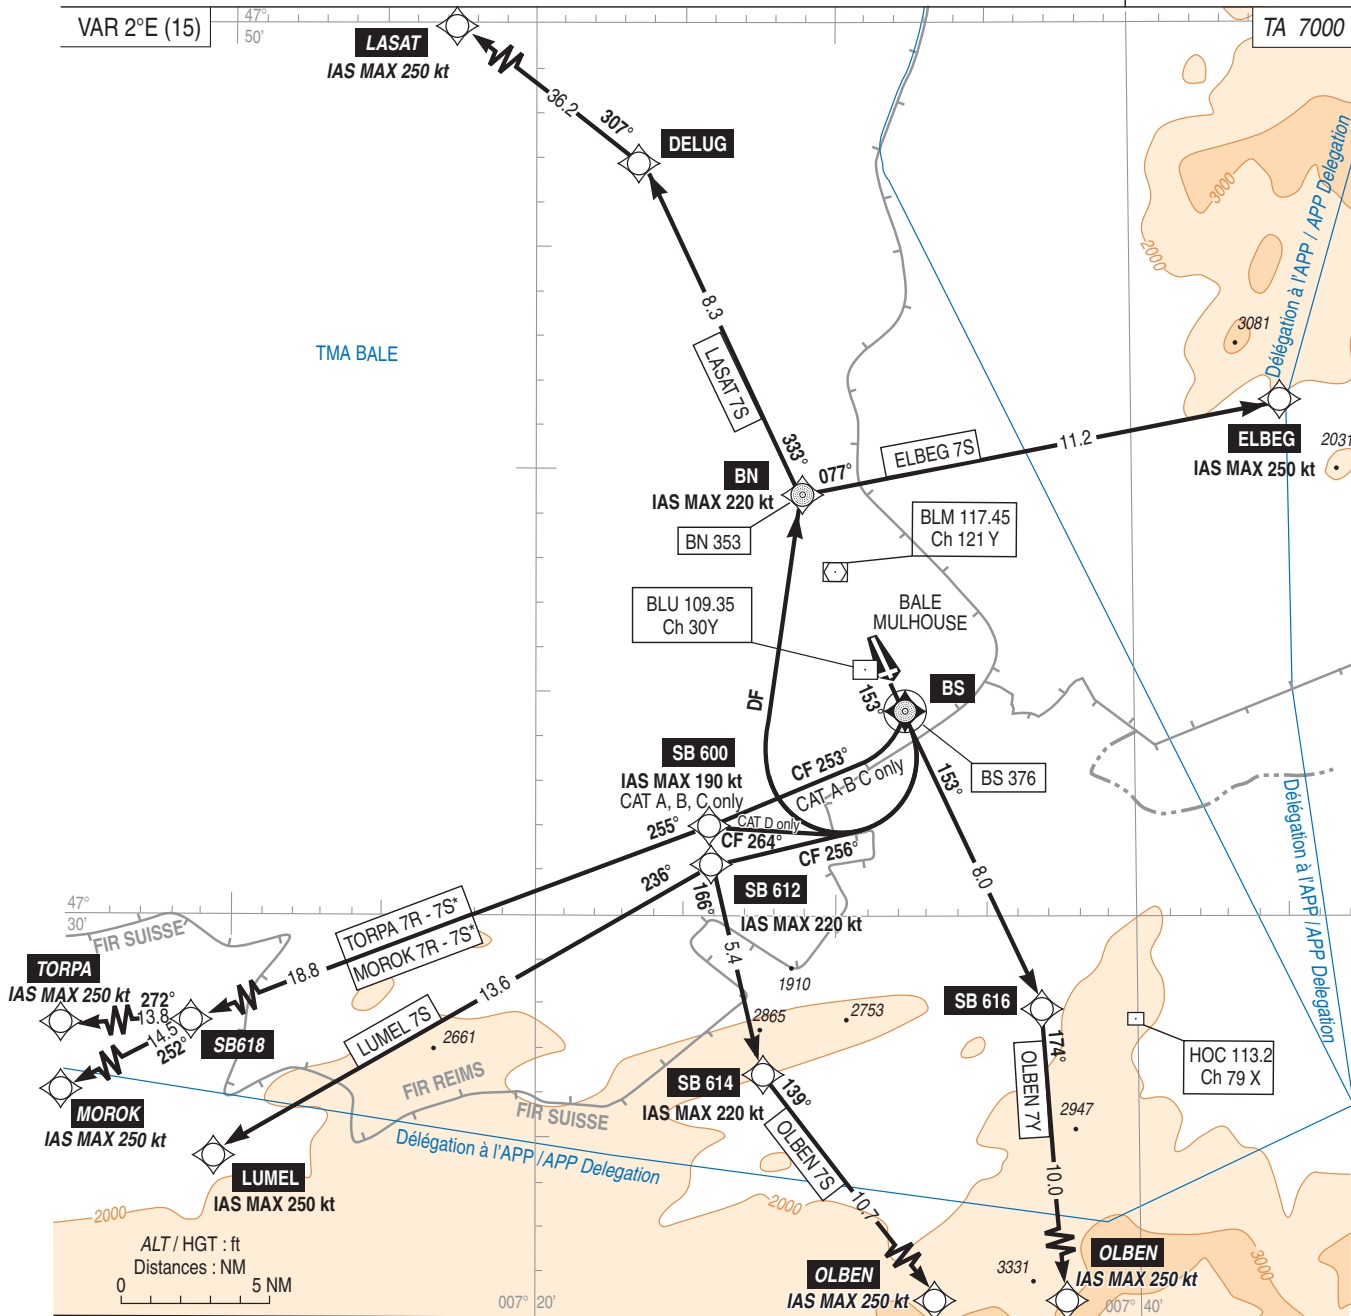 VAR 2°E (15)
47°
50'
LASAT
IAS MAX 250 kt
TA 7000
36.2
307°
DELUG
3000
2000
Délégation à l'APP / APP Delegation
8.3
TMA BALE
3081
LASAT 7S
333°
BN
IAS MAX 220 kt
077°
ELBEG 7S
11.2
ELBEG
IAS MAX 250 kt
2031
BN 353
BLM 117.45
Ch 121 Y
BLU 109.35
Ch 30Y
BALE
MULHOUSE
DF
153°
BS
SB 600
IAS MAX 190 kt
CAT A, B, C only
CF 253°
CAT A-B-C only
153°
BS 376
255°
CAT D only
CF 264°
CF 256°
236°
166°
SB 612
IAS MAX 220 kt
8.0
Délégation à l'APP / APP Delegation
47°
30'
FIR SUISSE
TORPA 7R - 7S*
MOROK 7R - 7S*
5.4
18.8
13.6
1910
TORPA
IAS MAX 250 kt
272°
13.8
14.5
252°
SB618
LUMEL 7S
2661
2865
2753
SB 616
174°
HOC 113.2
Ch 79 X
MOROK
IAS MAX 250 kt
FIR REIMS
FIR SUISSE
SB 614
IAS MAX 220 kt
139°
OLBEN 7Y
2947
Délégation à l'APP / APP Delegation
LUMEL
IAS MAX 250 kt
OLBEN 7S
10.0
2000
2000
10.7
ALT / HGT : ft
Distances : NM
0 5 NM
OLBEN
IAS MAX 250 kt
3331
OLBEN
IAS MAX 250 kt
3000
007° 20'
007° 40'